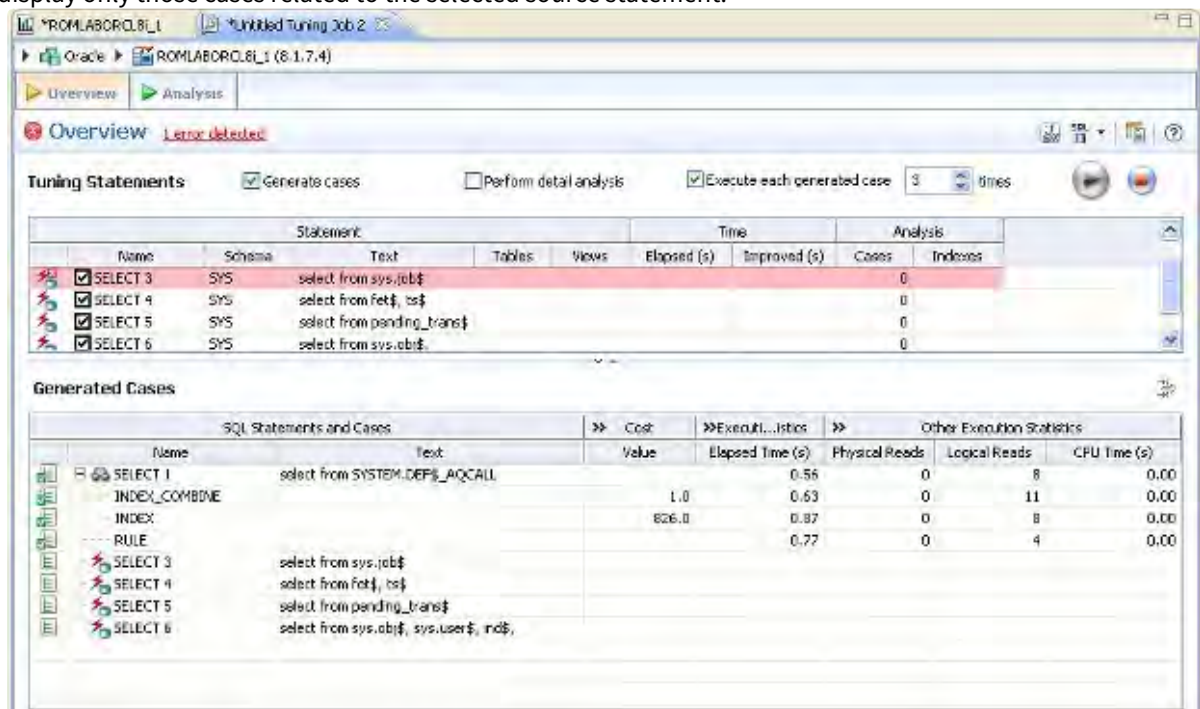 display only those cases related to the selected source statement.
*ROMLABORCL8i_1 *Untitled Tuning Job 2
Oracle ROMLABORCL8i_1 (8.1.7.4)
Overview Analysis
Overview 1 error detected
Tuning Statements Generate cases Perform detail analysis Execute each generated case 3 times
Statement Time Analysis
Name Schema Text Tables Views Elapsed (s) Improved (s) Cases Indexes
SELECT 3 SYS select from sys.job$ 0
SELECT 4 SYS select from fet$, ts$ 0
SELECT 5 SYS select from pending_trans$ 0
SELECT 6 SYS select from sys.obj$, 0
Generated Cases
SQL Statements and Cases >> Cost >>Executi...istics >> Other Execution Statistics
Name Text Value Elapsed Time (s) Physical Reads Logical Reads CPU Time (s)
SELECT 1 select from SYSTEM.DEF$_AQCALL 0.56 0 8 0.00
INDEX_COMBINE 1.0 0.63 0 11 0.00
INDEX 826.0 0.87 0 8 0.00
RULE 0.77 0 4 0.00
SELECT 3 select from sys.job$
SELECT 4 select from fet$, ts$
SELECT 5 select from pending_trans$
SELECT 6 select from sys.obj$, sys.user$, ind$,